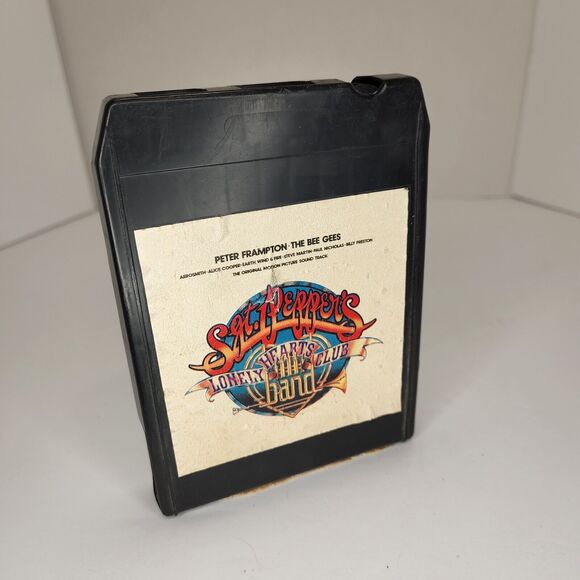 PETER FRAMPTON · THE BEE GEES
AEROSMITH · ALICE COOPER · EARTH, WIND & FIRE · STEVE MARTIN · PAUL NICHOLAS · BILLY PRESTON
THE ORIGINAL MOTION PICTURE SOUND TRACK
Sgt. Pepper's
LONELY HEARTS CLUB
band